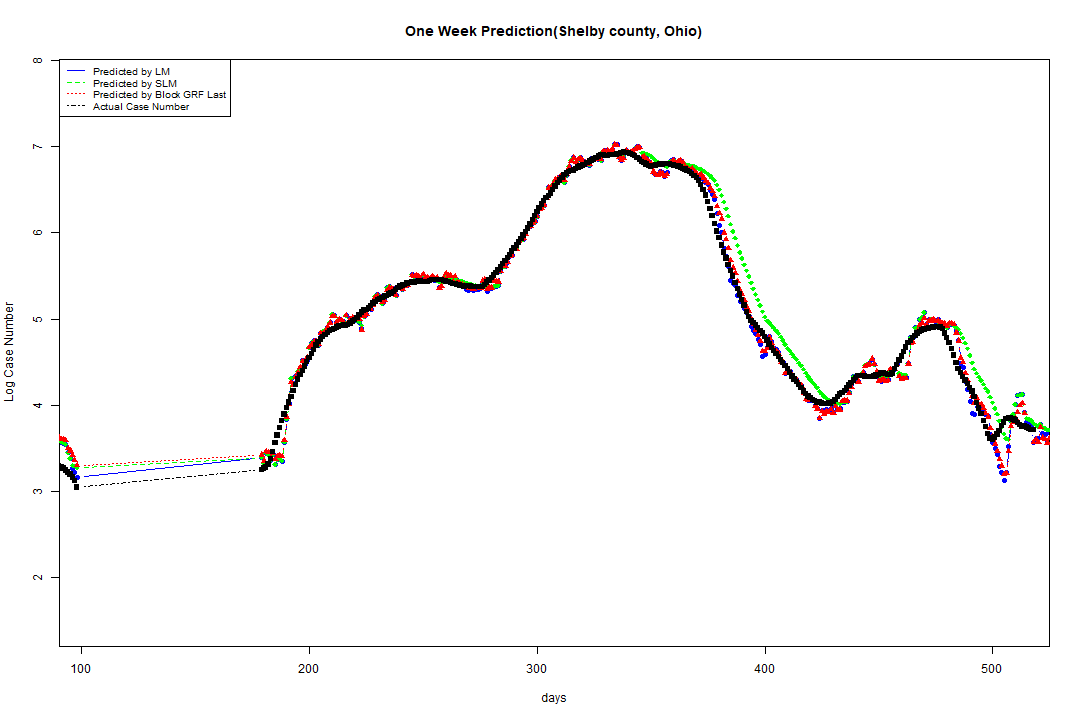 One Week Prediction(Shelby county, Ohio)
Predicted by LM
Predicted by SLM
Predicted by Block GRF Last
Actual Case Number
8
7
6
5
4
3
2
Log Case Number
100 200 300 400 500
days